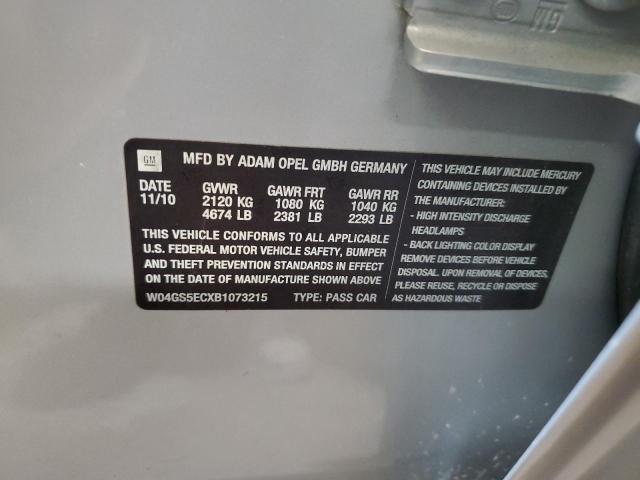 GM
MFD BY ADAM OPEL GMBH GERMANY
DATE GVWR GAWR FRT GAWR RR
11/10 2120 KG 1080 KG 1040 KG
4674 LB 2381 LB 2293 LB
THIS VEHICLE CONFORMS TO ALL APPLICABLE
U.S. FEDERAL MOTOR VEHICLE SAFETY, BUMPER
AND THEFT PREVENTION STANDARDS IN EFFECT
ON THE DATE OF MANUFACTURE SHOWN ABOVE
W04GS5ECXB1073215 TYPE: PASS CAR
THIS VEHICLE MAY INCLUDE MERCURY
CONTAINING DEVICES INSTALLED BY
THE MANUFACTURER:
- HIGH INTENSITY DISCHARGE
HEADLAMPS
- BACK LIGHTING COLOR DISPLAY
REMOVE DEVICES BEFORE VEHICLE
DISPOSAL. UPON REMOVAL OF DEVICES,
PLEASE REUSE, RECYCLE OR DISPOSE
AS HAZARDOUS WASTE